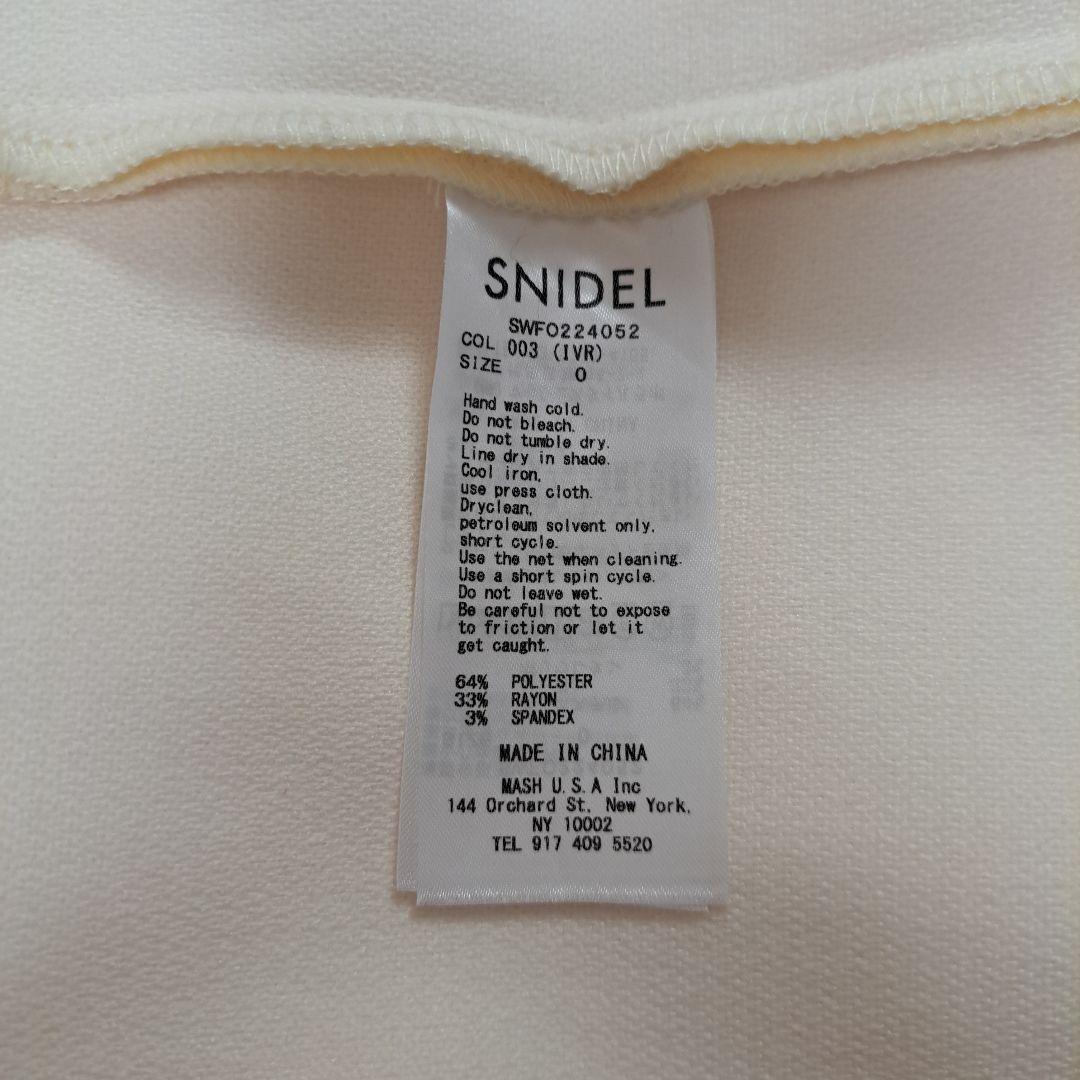 SNIDEL
SWFO224052
COL 003 (IVR)
SIZE 0
Hand wash cold.
Do not bleach.
Do not tumble dry.
Line dry in shade.
Cool iron,
use press cloth.
Dryclean,
petroleum solvent only.
short cycle.
Use the net when cleaning.
Use a short spin cycle.
Do not leave wet.
Be careful not to expose
to friction or let it
get caught.
64% POLYESTER
33% RAYON
3% SPANDEX
MADE IN CHINA
MASH U.S.A Inc
144 Orchard St, New York,
NY 10002
TEL 917 409 5520